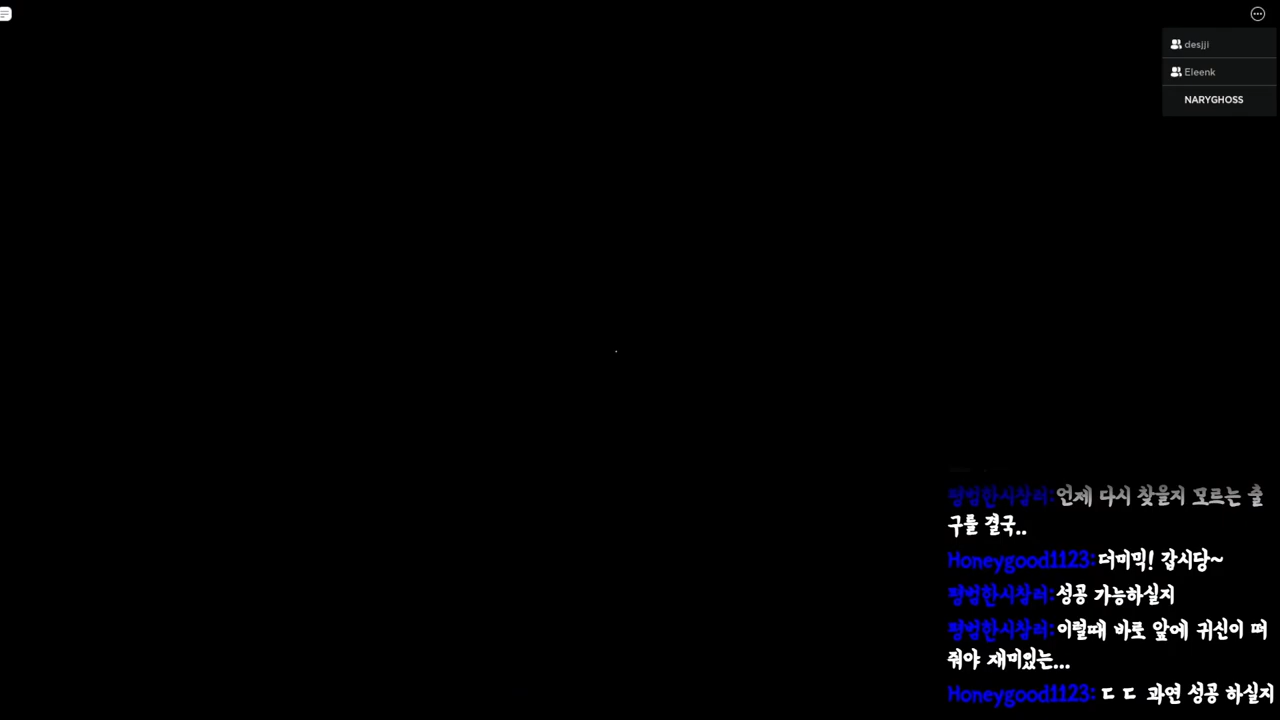 desjji
Eleenk
NARYGHOSS
평범한시참러:언제 다시 찾을지 모르는 출
구를 결국..
Honeygood1123:더미믹! 갑시당~
평범한시참러:성공 가능하실지
평범한시참러:이럴때 바로 앞에 귀신이 떠
줘야 재미있는...
Honeygood1123:ㄷㄷ 과연 성공 하실지